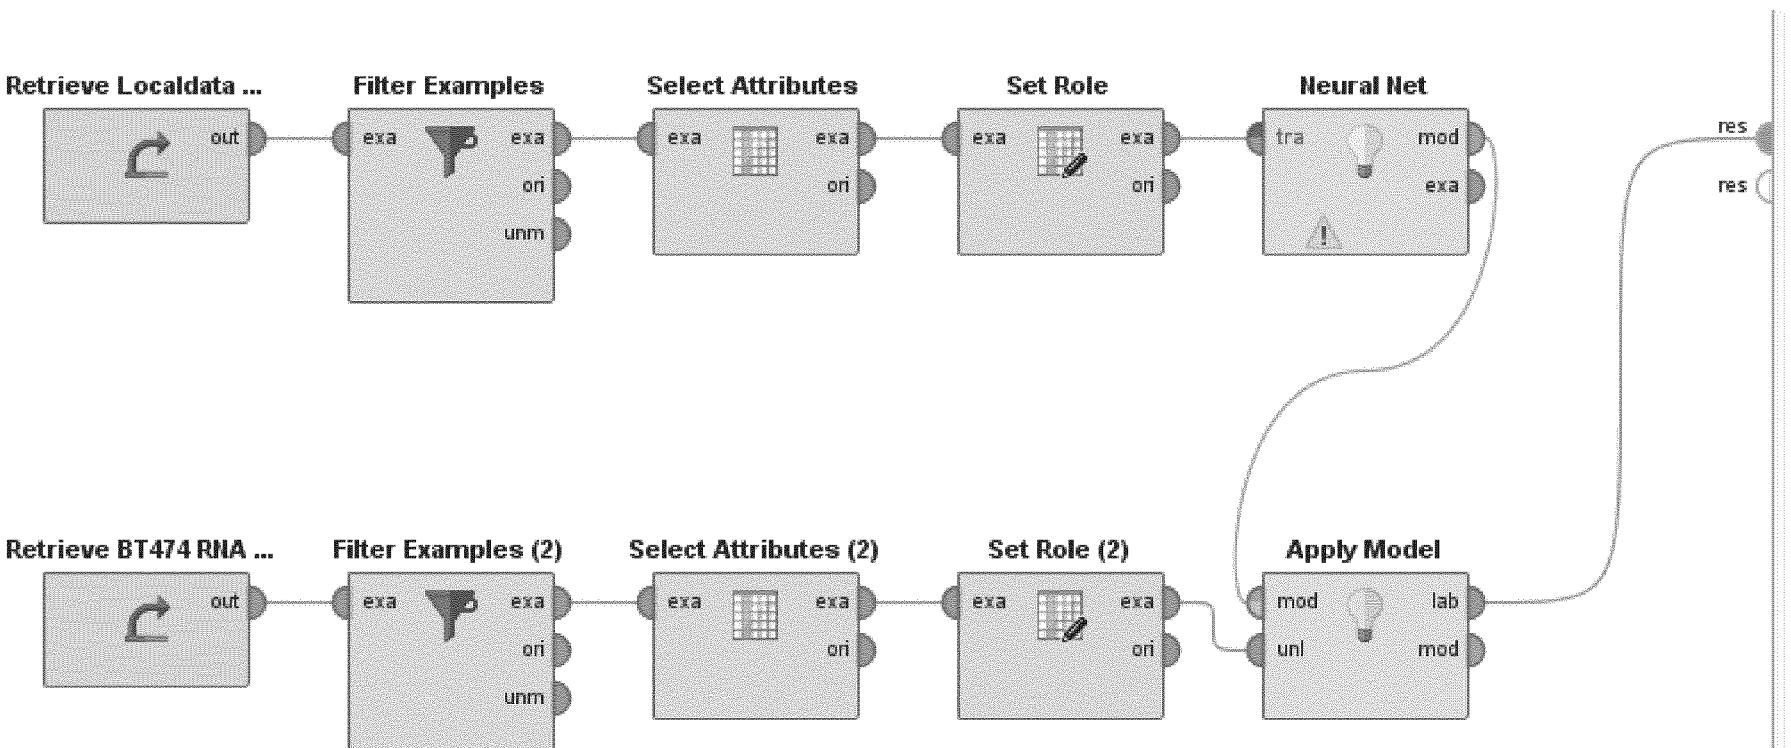 Retrieve Localdata ... Filter Examples Select Attributes Set Role Neural Net
res
out exa exa exa exa exa exa tra mod
ori ori ori exa res
unm
Retrieve BT474 RNA ... Filter Examples (2) Select Attributes (2) Set Role (2) Apply Model
out exa exa exa exa exa exa mod lab
ori ori ori unl mod
unm